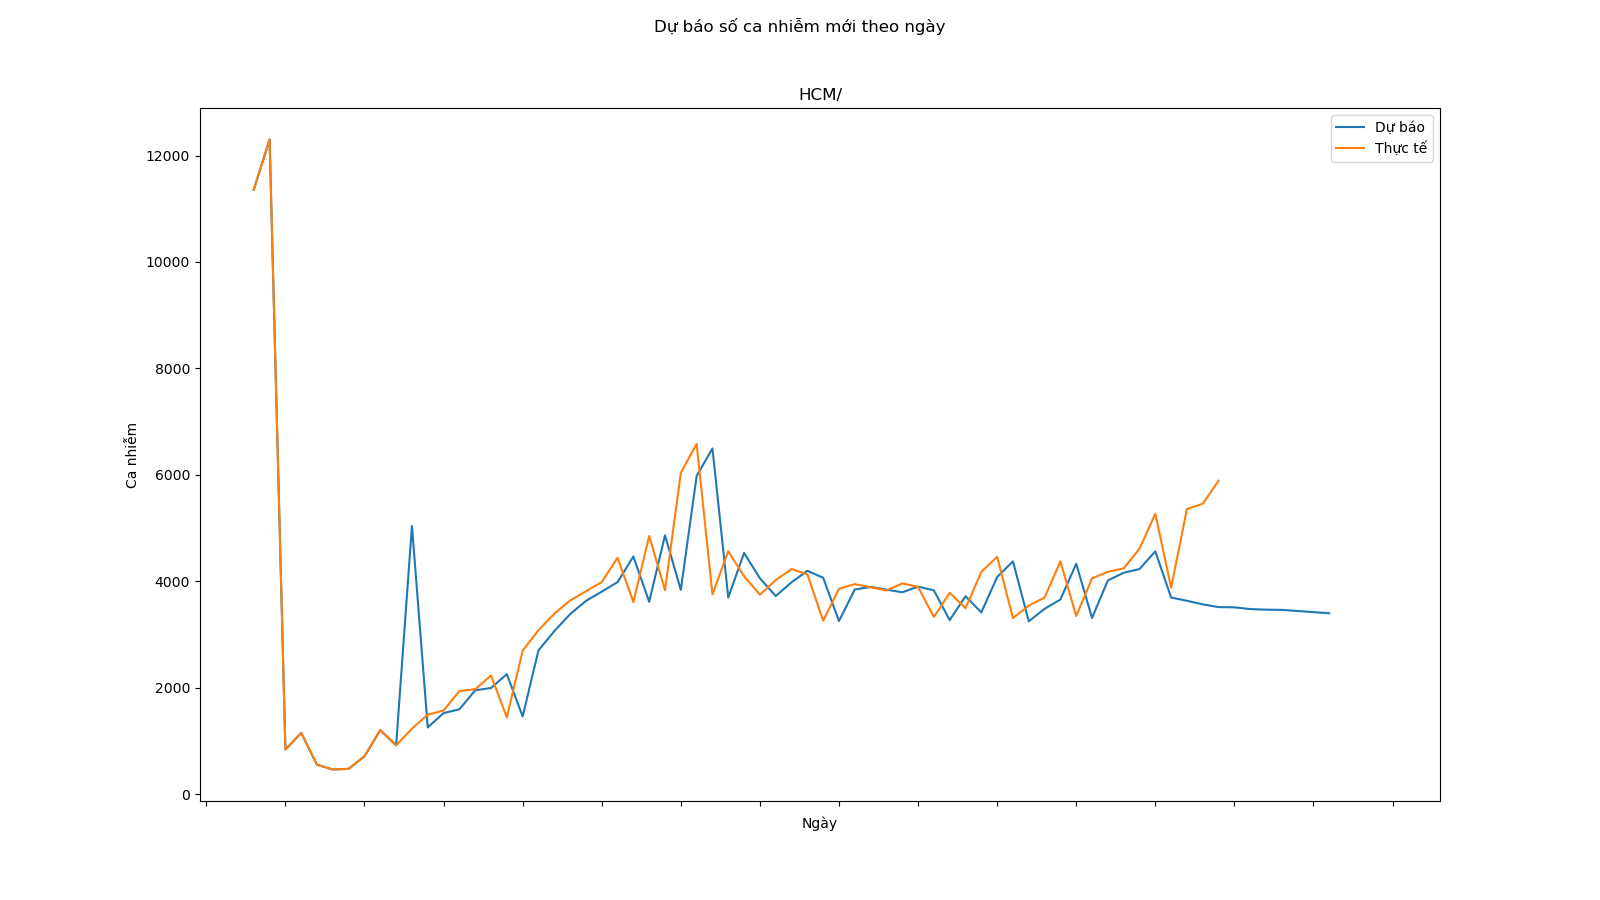 Dự báo số ca nhiễm mới theo ngày
HCM/
Dự báo
Thực tế
12000
10000
8000
6000
4000
2000
0
Ca nhiễm
Ngày